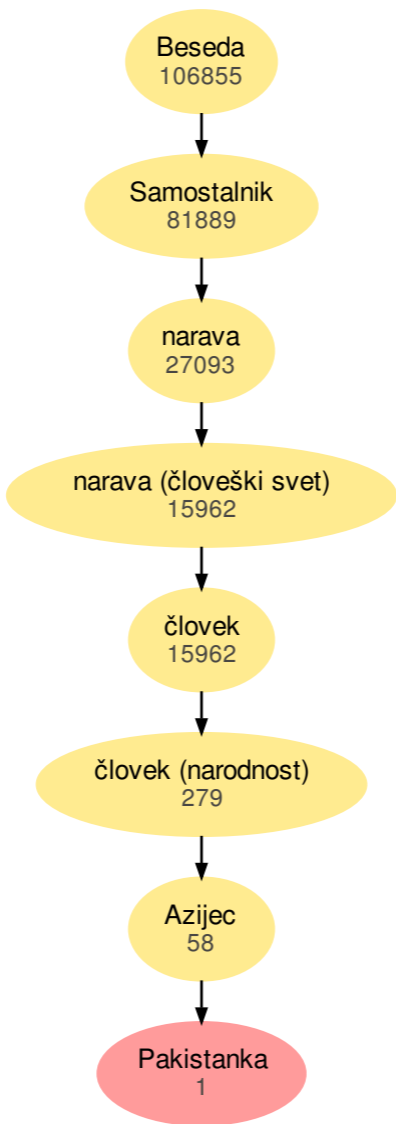 Beseda
106855
Samostalnik
81889
narava
27093
narava (človeški svet)
15962
človek
15962
človek (narodnost)
279
Azijec
58
Pakistanka
1